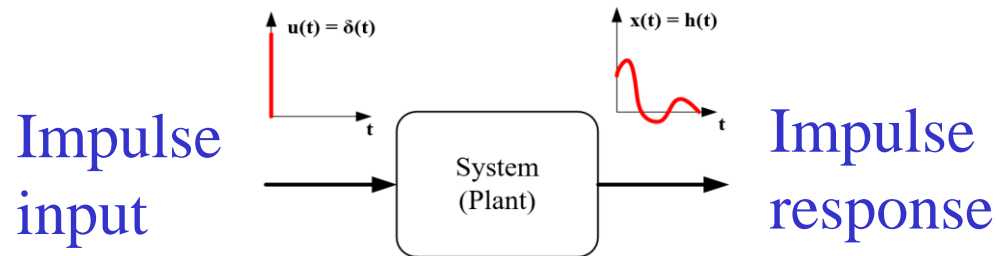 u(t) = δ(t)
t
x(t) = h(t)
t
Impulse
input
System
(Plant)
Impulse
response